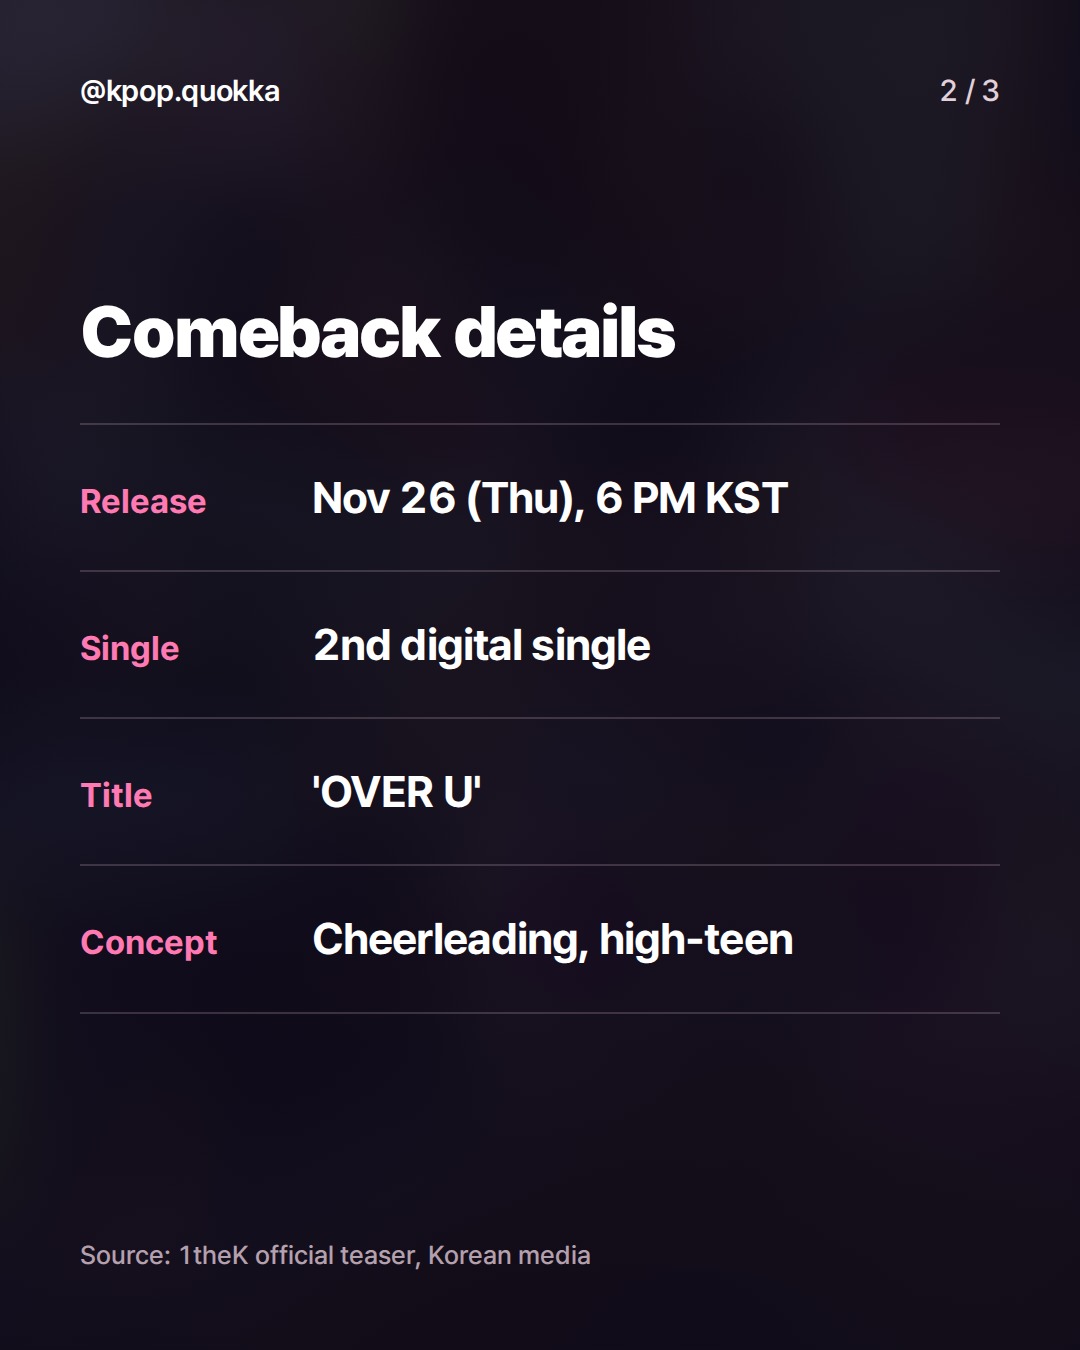 @kpop.quokka
2 / 3
Comeback details
Release
Nov 26 (Thu), 6 PM KST
Single
2nd digital single
Title
'OVER U'
Concept
Cheerleading, high-teen
Source: 1theK official teaser, Korean media